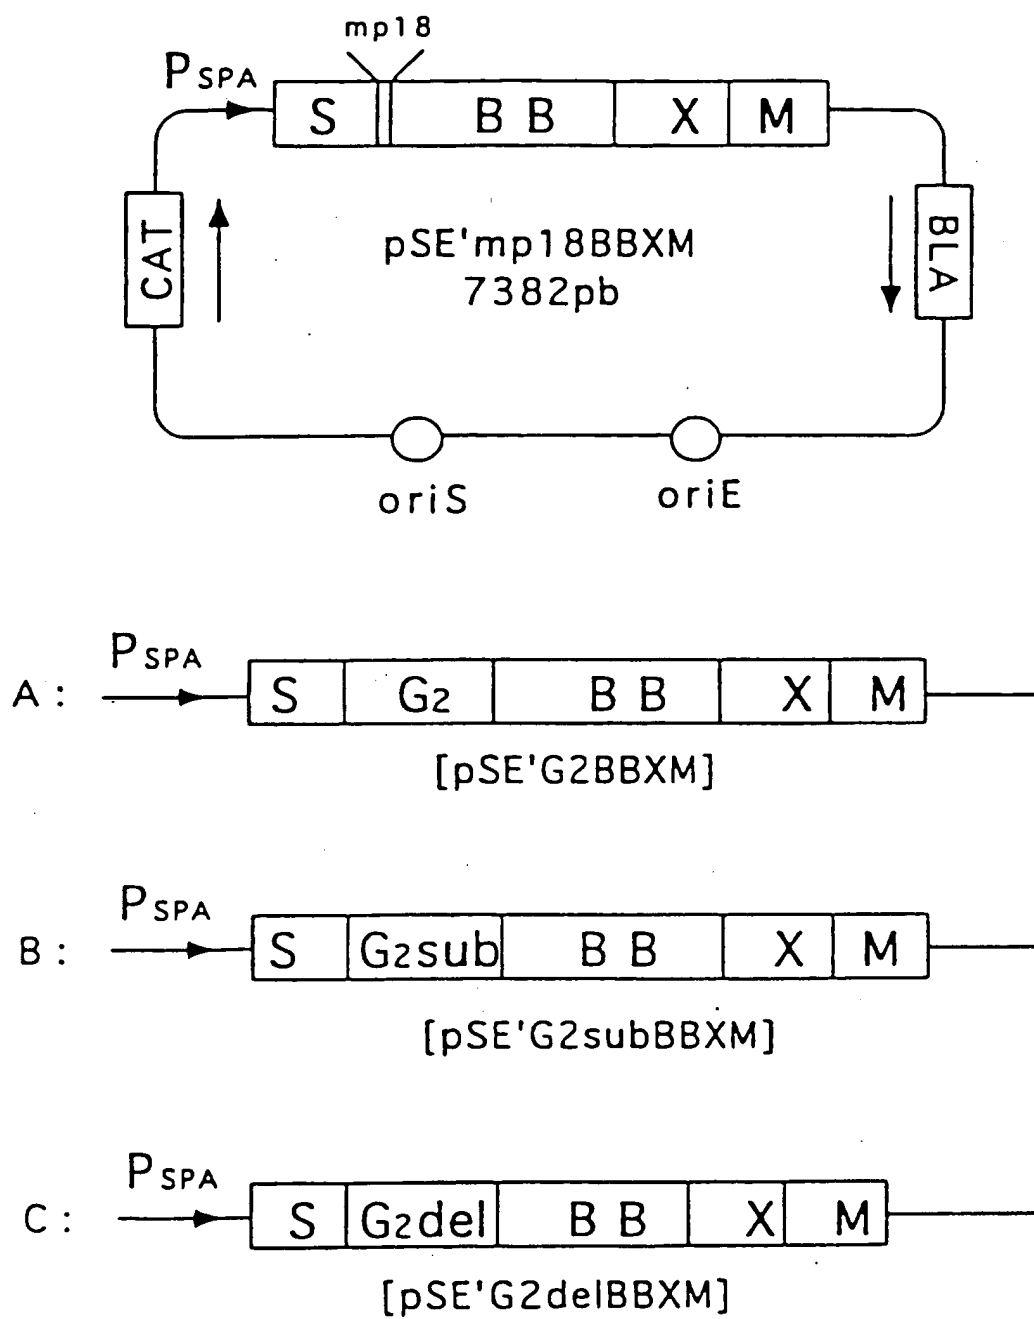 mp18
PSPA
S BB X M
CAT
pSE'mp18BBXM
7382pb
BLA
oriS oriE
A: PSPA S G2 BB X M
[pSE'G2BBXM]
B: PSPA S G2sub BB X M
[pSE'G2subBBXM]
C: PSPA S G2del BB X M
[pSE'G2delBBXM]